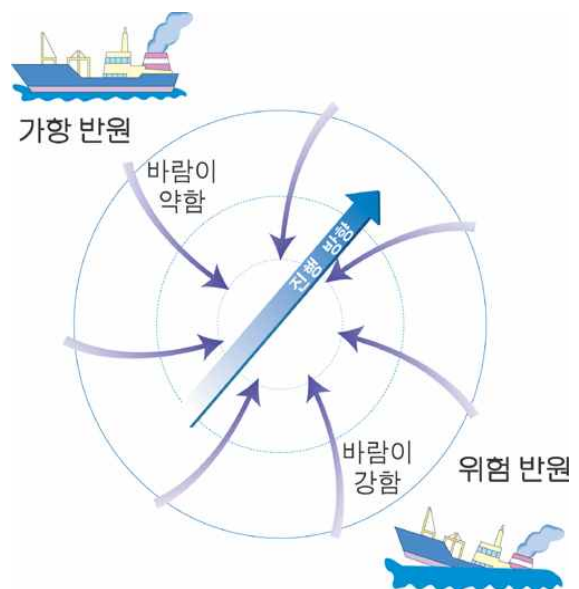 가항 반원
바람이
약함
진행 방향
바람이
강함
위험 반원